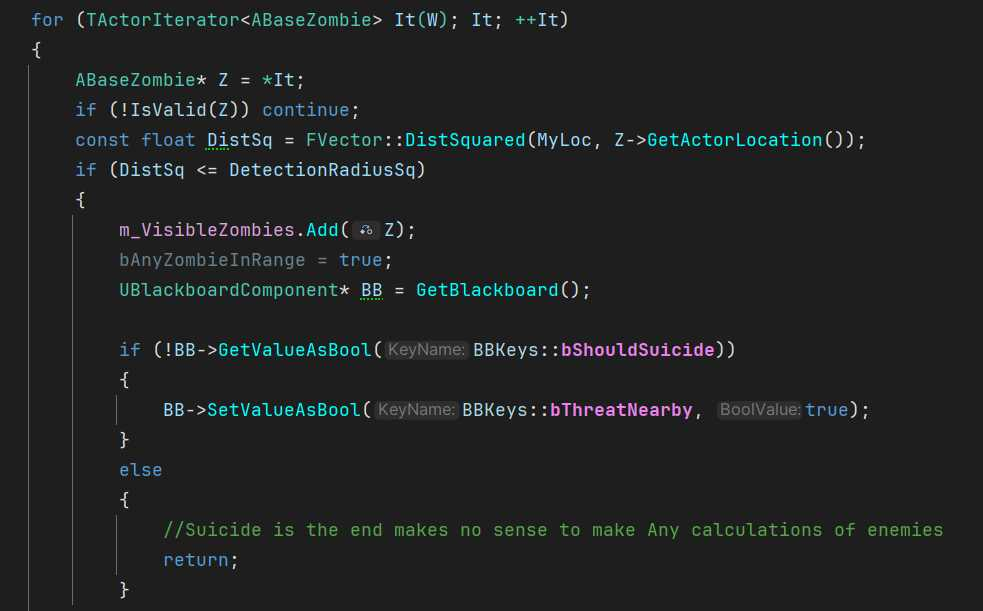 for (TActorIterator<ABaseZombie> It(W); It; ++It)
{
ABaseZombie* Z = *It;
if (!IsValid(Z)) continue;
const float DistSq = FVector::DistSquared(MyLoc, Z->GetActorLocation());
if (DistSq <= DetectionRadiusSq)
{
m_VisibleZombies.Add(Z);
bAnyZombieInRange = true;
UBlackboardComponent* BB = GetBlackboard();
if (!BB->GetValueAsBool(KeyName: BBKeys::bShouldSuicide))
{
BB->SetValueAsBool(KeyName: BBKeys::bThreatNearby, BoolValue: true);
}
else
{
//Suicide is the end makes no sense to make Any calculations of enemies
return;
}